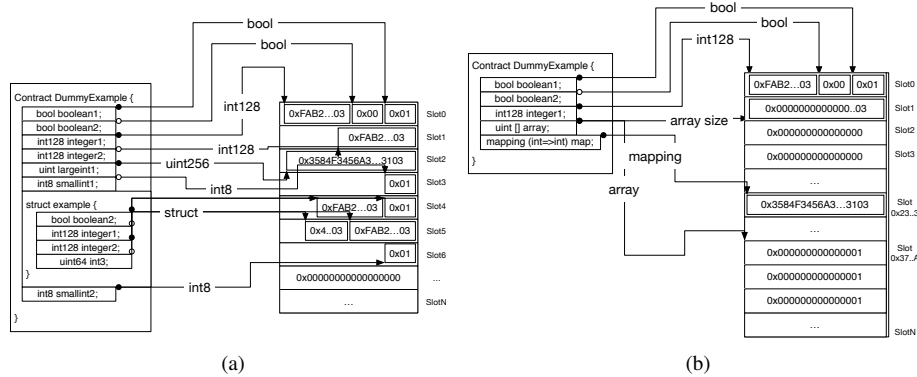 bool
bool
Contract DummyExample {
bool boolean1;
bool boolean2;
int128 integer1;
int128 integer2;
uint largeint1;
int8 smallint1;
struct example {
bool boolean2;
int128 integer1;
int128 integer2;
uint64 int3;
}
int8 smallint2;
}
int128
int128
uint256
int8
struct
int8
0xFAB2...03 0x00 0x01 Slot0
0xFAB2...03 Slot1
0x3584F3456A3...3103 Slot2
0x01 Slot3
0xFAB2...03 0x01 Slot4
0x4..03 0xFAB2...03 Slot5
0x01 Slot6
0x00000000000000000 ...
... SlotN
(a)
bool
bool
int128
Contract DummyExample {
bool boolean1;
bool boolean2;
int128 integer1;
uint [] array;
mapping (int=>int) map;
}
array size
mapping
array
0xFAB2...03 0x00 0x01 Slot0
0x0000000000000..03 Slot1
0x000000000000000 Slot2
0x000000000000000 Slot3
...
0x3584F3456A3...3103 Slot
...
0x000000000000001 Slot
0x37..A
0x000000000000001
0x000000000000001
... SlotN
(b)